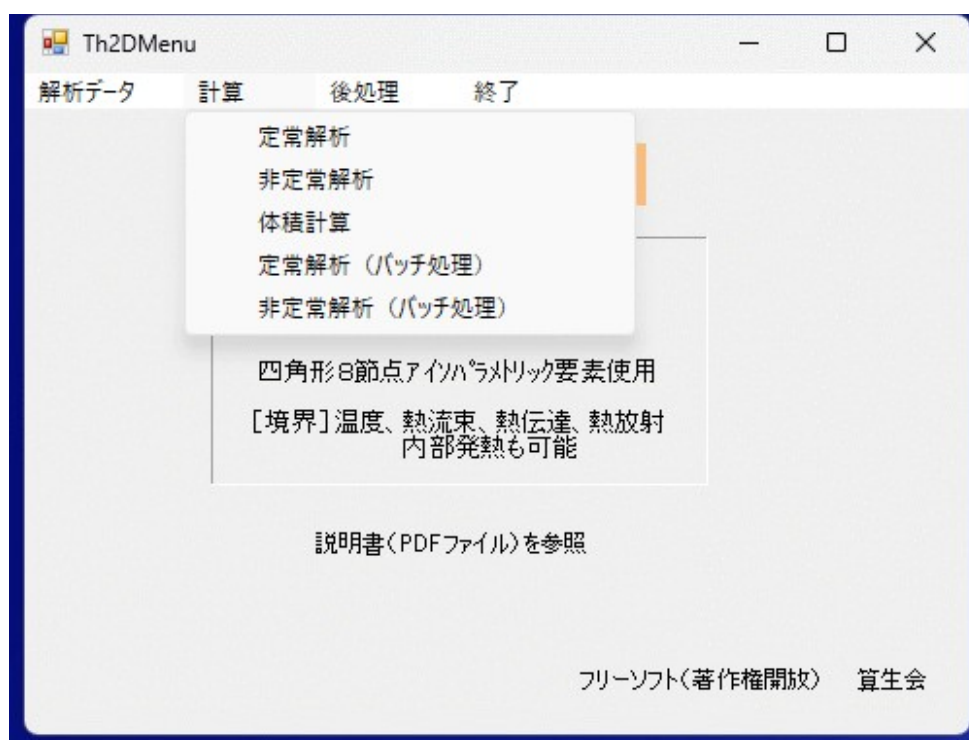 Th2DMenu
解析データ 計算 後処理 終了
定常解析
非定常解析
体積計算
定常解析（バッチ処理）
非定常解析（バッチ処理）
四角形8節点ｱｲｿﾊﾟﾗﾒﾄﾘｯｸ要素使用
[境界]温度、熱流束、熱伝達、熱放射
内部発熱も可能
説明書(PDFファイル)を参照
フリーソフト(著作権開放) 算生会